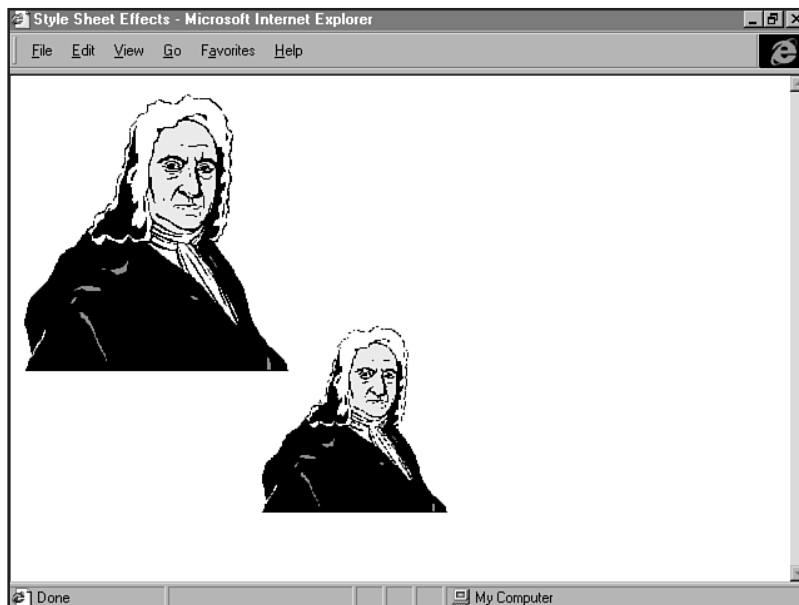 Style Sheet Effects - Microsoft Internet Explorer
File Edit View Go Favorites Help
Done My Computer